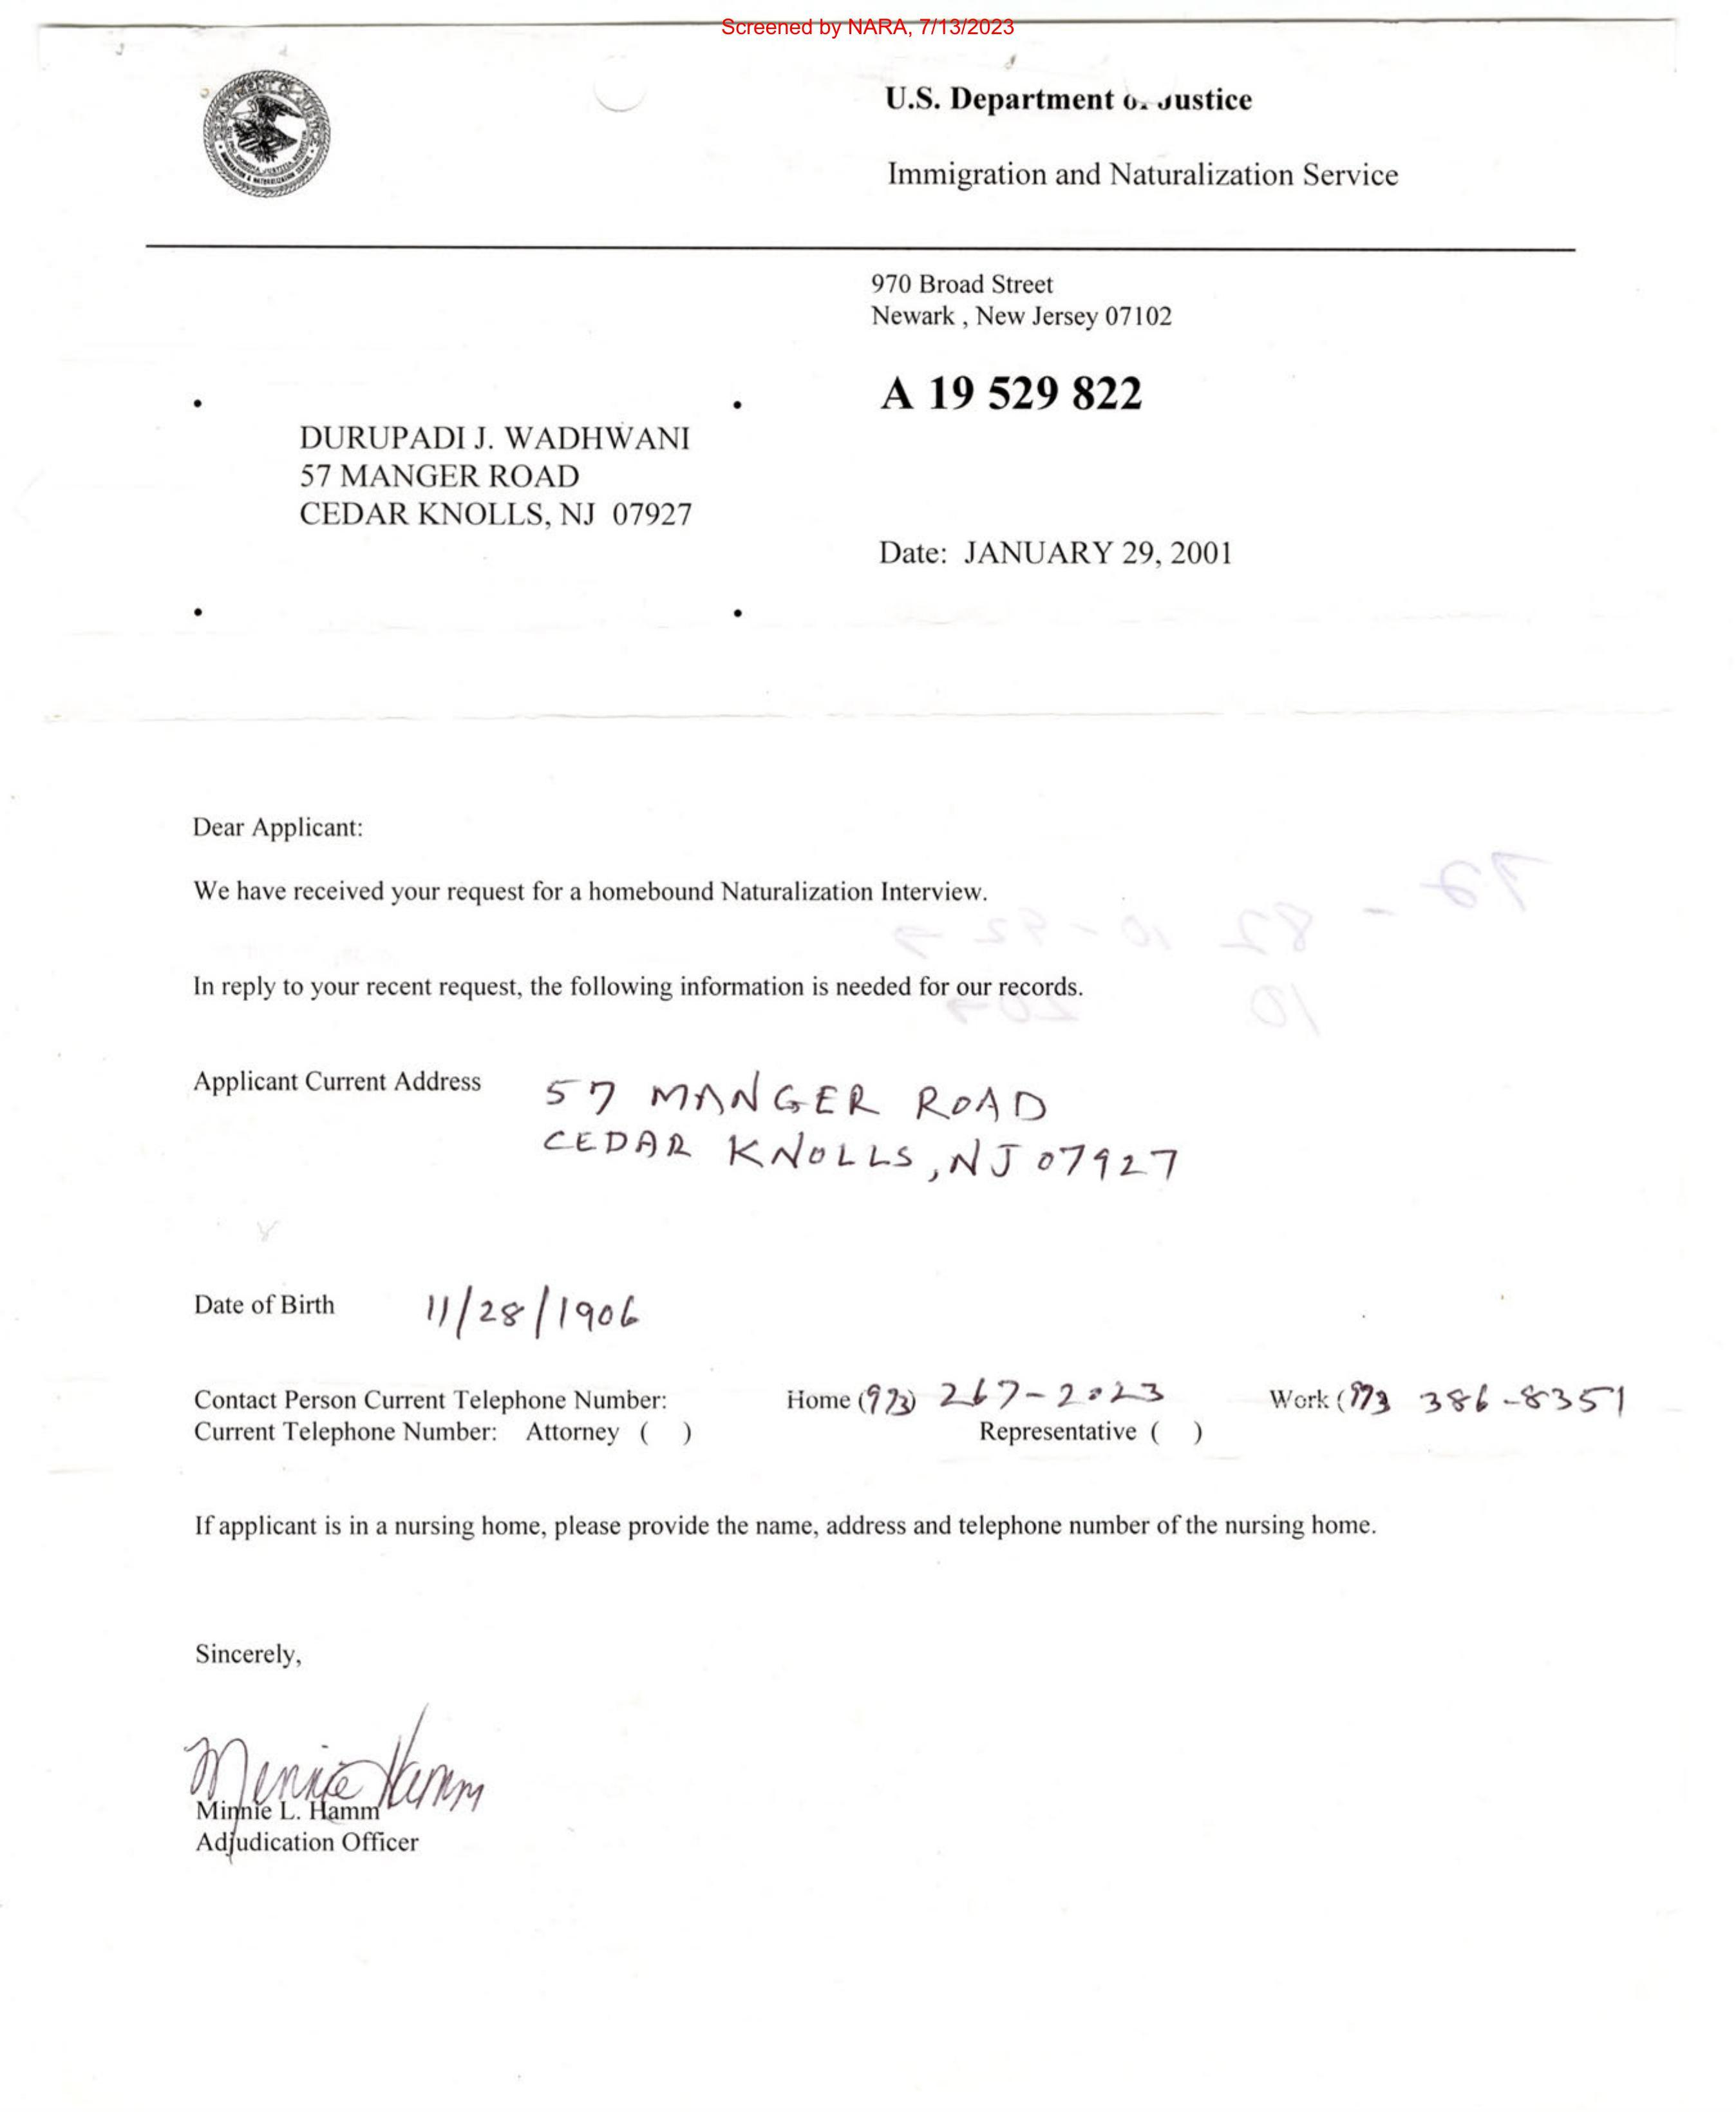 Screened by NARA, 7/13/2023
U.S. Department of Justice
Immigration and Naturalization Service
970 Broad Street
Newark , New Jersey 07102
A 19 529 822
DURUPADI J. WADHWANI
57 MANGER ROAD
CEDAR KNOLLS, NJ 07927
Date: JANUARY 29, 2001
Dear Applicant:
We have received your request for a homebound Naturalization Interview.
In reply to your recent request, the following information is needed for our records.
Applicant Current Address 57 MANGER ROAD
CEDAR KNOLLS, NJ 07927
Date of Birth 11/28/1906
Contact Person Current Telephone Number: Home (973) 267-2023 Work (973 386-8351
Current Telephone Number: Attorney ( ) Representative ( )
If applicant is in a nursing home, please provide the name, address and telephone number of the nursing home.
Sincerely,
Minnie Hamm
Minnie L. Hamm
Adjudication Officer